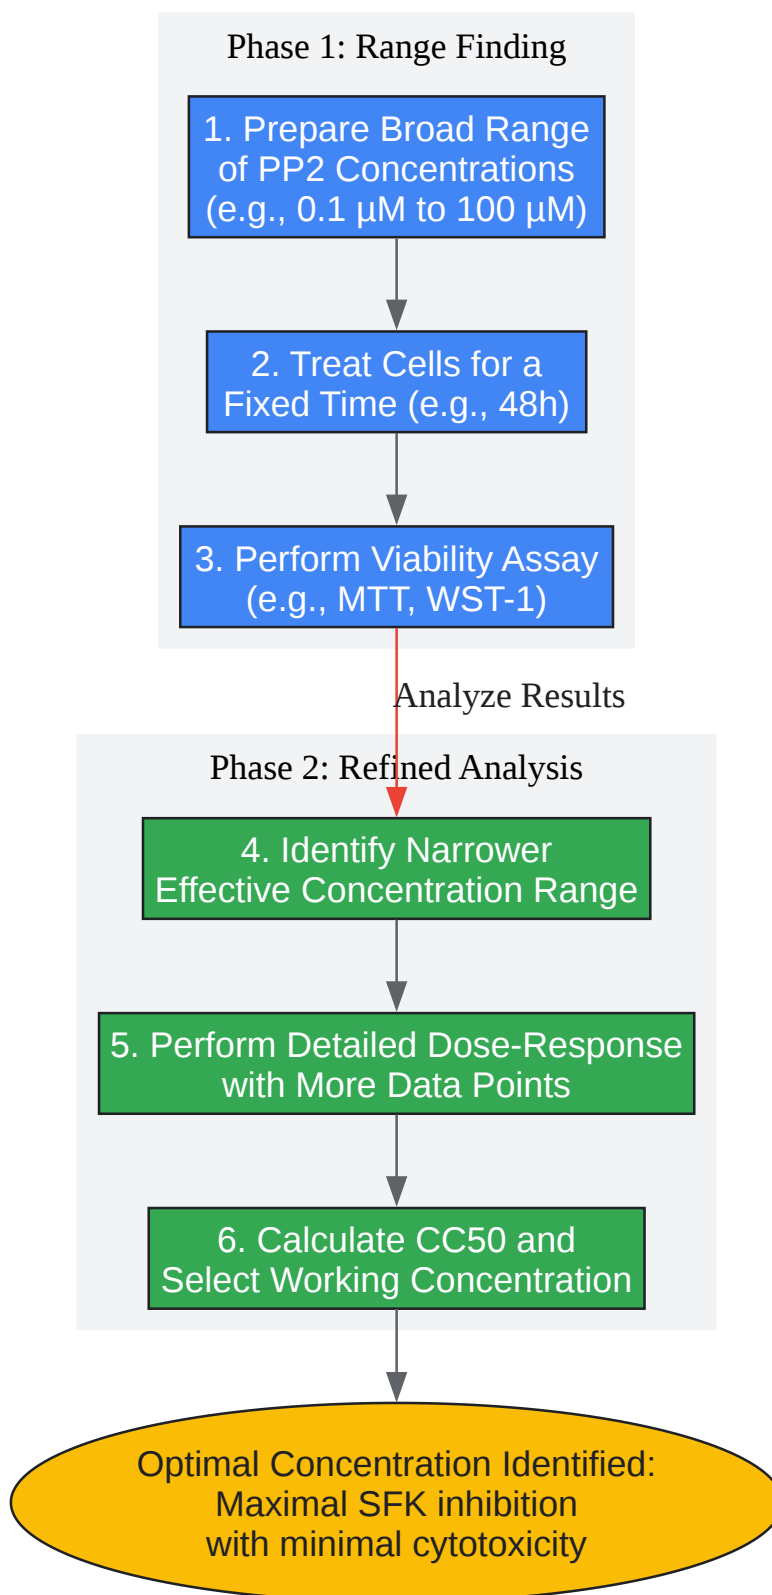 Phase 1: Range Finding
1. Prepare Broad Range
of PP2 Concentrations
(e.g., 0.1 µM to 100 µM)
2. Treat Cells for a
Fixed Time (e.g., 48h)
3. Perform Viability Assay
(e.g., MTT, WST-1)
Analyze Results
Phase 2: Refined Analysis
4. Identify Narrower
Effective Concentration Range
5. Perform Detailed Dose-Response
with More Data Points
6. Calculate CC50 and
Select Working Concentration
Optimal Concentration Identified:
Maximal SFK inhibition
with minimal cytotoxicity